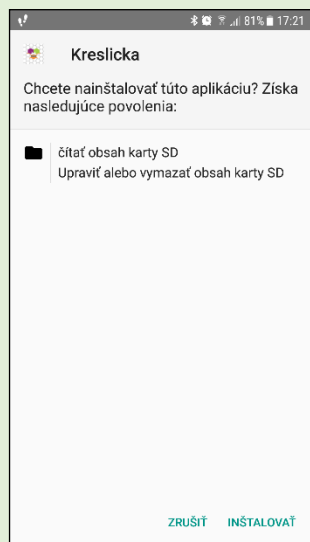 81% 17:21
Kreslicka
Chcete nainštalovať túto aplikáciu? Získa
nasledujúce povolenia:
čítať obsah karty SD
Upraviť alebo vymazať obsah karty SD
ZRUŠIŤ INŠTALOVAŤ